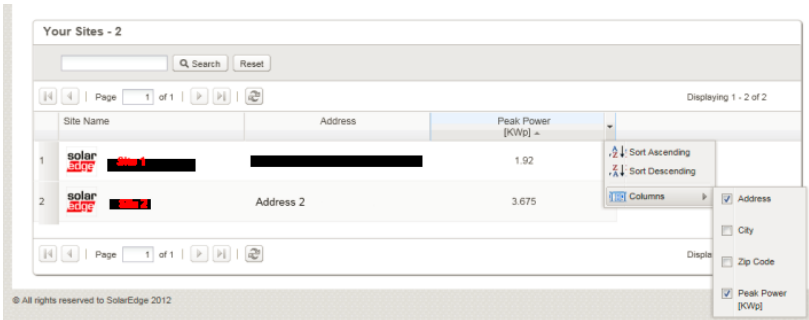 Your Sites - 2
Search Reset
Page 1 of 1 Displaying 1 - 2 of 2
Site Name Address Peak Power
[KWp]
1 solar edge Site 1 1.92
2 solar edge Site 2 Address 2 3.675
Sort Ascending
Sort Descending
Columns
Address
City
Zip Code
Peak Power
[KWp]
Page 1 of 1 Displa
© All rights reserved to SolarEdge 2012